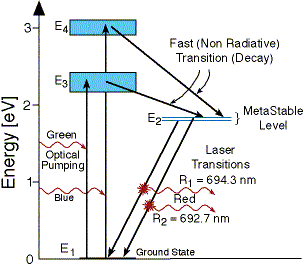 E4
Fast (Non Radiative)
Transition (Decay)
3
E3
Energy [eV]
2
E2
MetaStable
Level
Green
Optical
Pumping
Laser
Transitions
1
R1 = 694.3 nm
Blue
Red
R2 = 692.7 nm
E1
Ground State
0